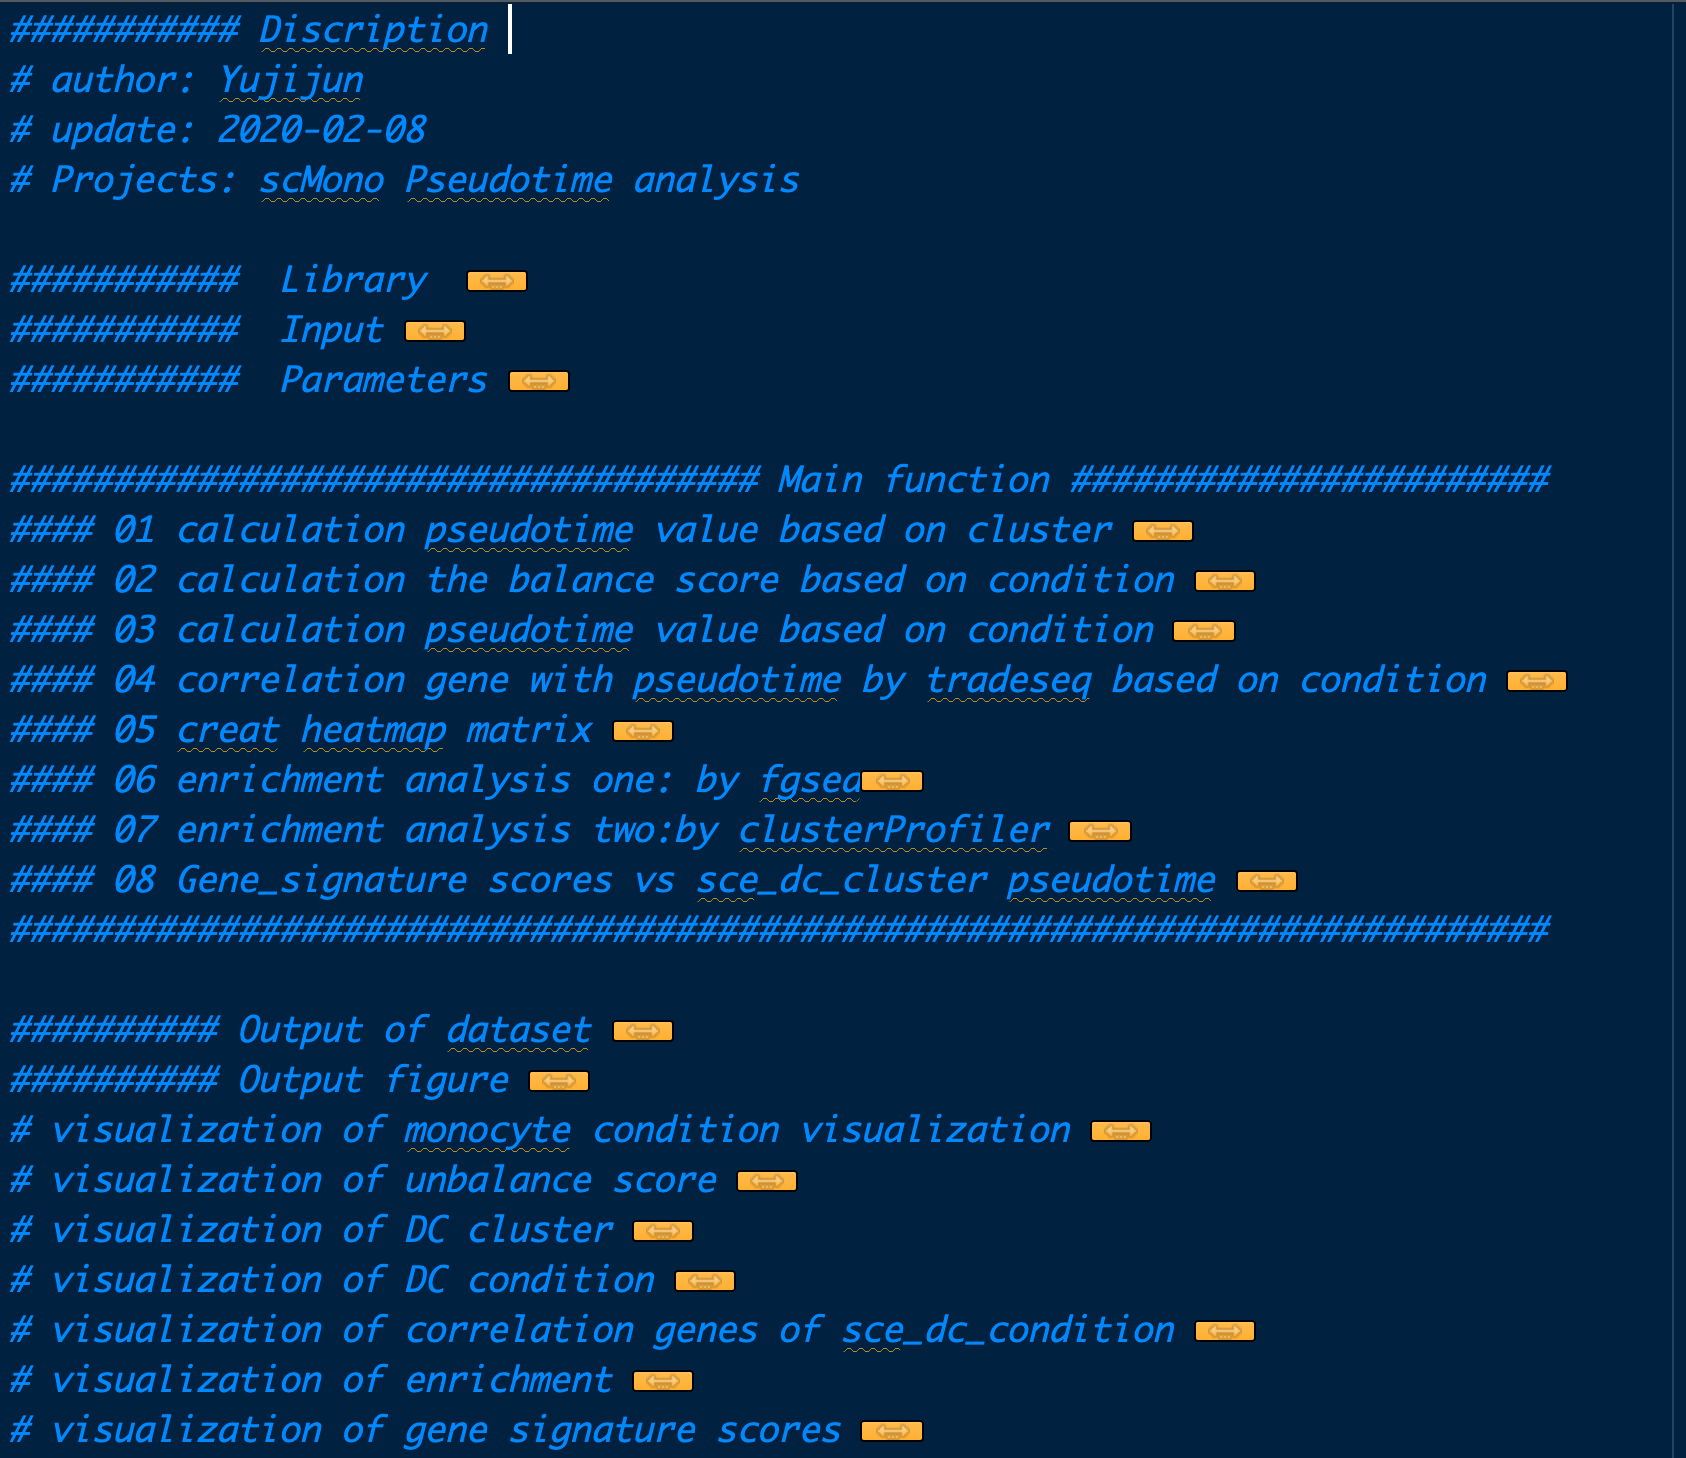 ########### Discription
# author: Yujijun
# update: 2020-02-08
# Projects: scMono Pseudotime analysis
###########  Library
###########  Input
###########  Parameters
#################################### Main function #######################
#### 01 calculation pseudotime value based on cluster
#### 02 calculation the balance score based on condition
#### 03 calculation pseudotime value based on condition
#### 04 correlation gene with pseudotime by tradeseq based on condition
#### 05 creat heatmap matrix
#### 06 enrichment analysis one: by fgsea
#### 07 enrichment analysis two:by clusterProfiler
#### 08 Gene_signature scores vs sce_dc_cluster pseudotime
##########################################################################
########## Output of dataset
########## Output figure
# visualization of monocyte condition visualization
# visualization of unbalance score
# visualization of DC cluster
# visualization of DC condition
# visualization of correlation genes of sce_dc_condition
# visualization of enrichment
# visualization of gene signature scores